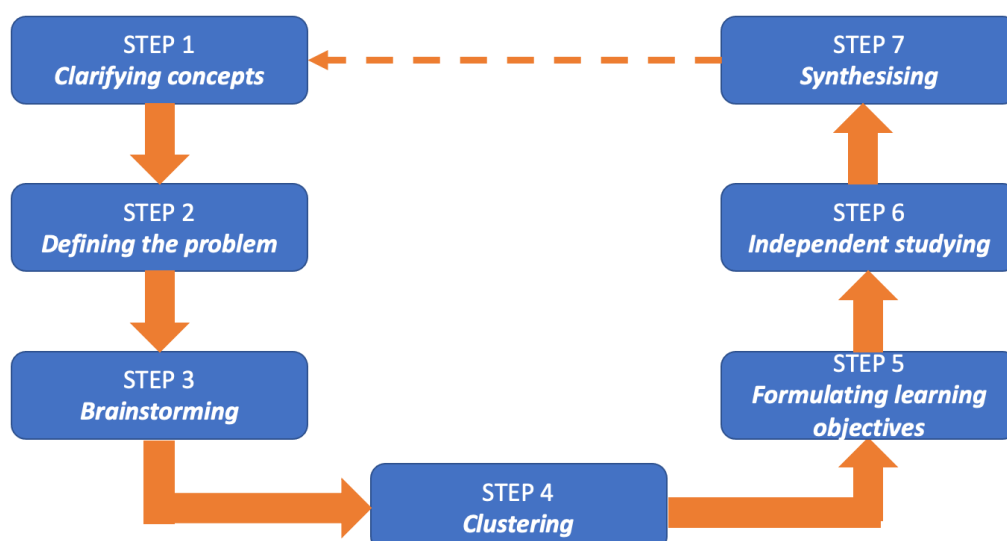 STEP 1
Clarifying concepts
STEP 2
Defining the problem
STEP 3
Brainstorming
STEP 4
Clustering
STEP 5
Formulating learning
objectives
STEP 6
Independent studying
STEP 7
Synthesising